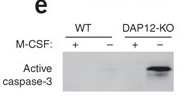 e
WT DAP12-KO
M-CSF: + − + −
Active
caspase-3